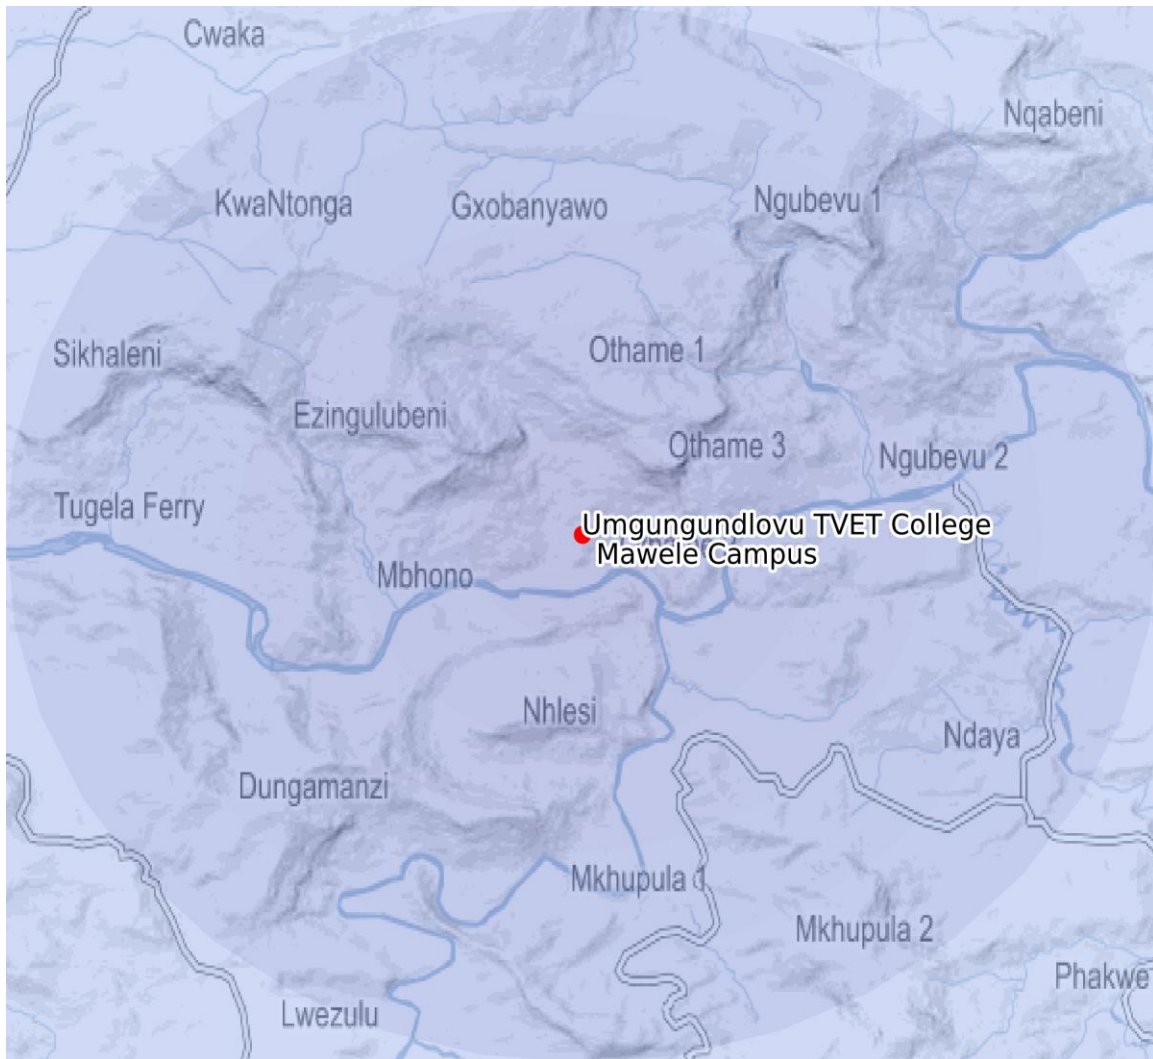 Cwaka
Nqabeni
KwaNtonga
Gxobanyawo
Ngubevu 1
Sikhaleni
Othame 1
Ezingulubeni
Othame 3
Ngubevu 2
Tugela Ferry
Umgungundlovu TVET College
Mawele Campus
Mbhono
Nhlesi
Ndaya
Dungamanzi
Mkhupula 1
Mkhupula 2
Phakwe
Lwezulu